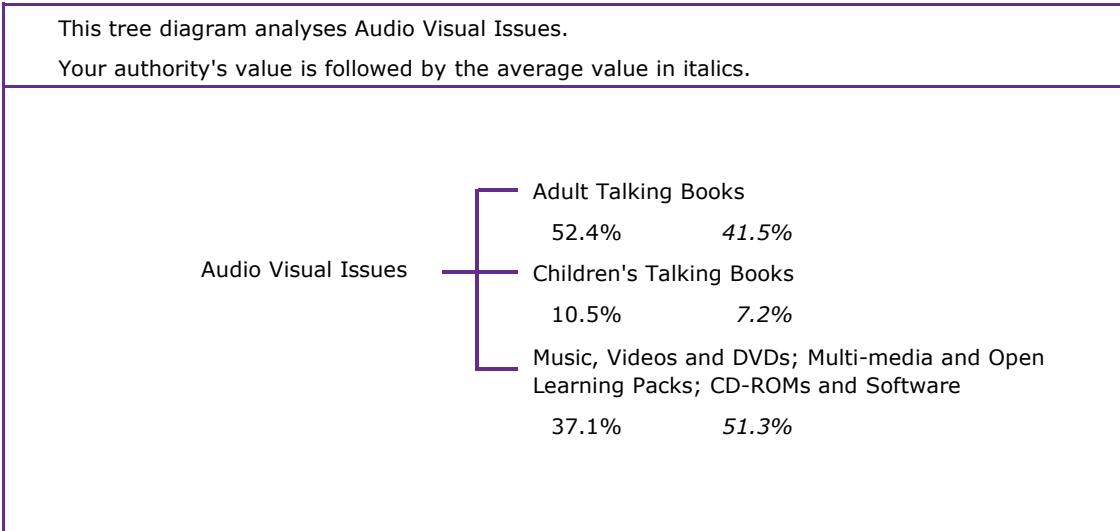 This tree diagram analyses Audio Visual Issues.
Your authority's value is followed by the average value in italics.
Adult Talking Books
52.4% 41.5%
Audio Visual Issues
Children's Talking Books
10.5% 7.2%
Music, Videos and DVDs; Multi-media and Open
Learning Packs; CD-ROMs and Software
37.1% 51.3%